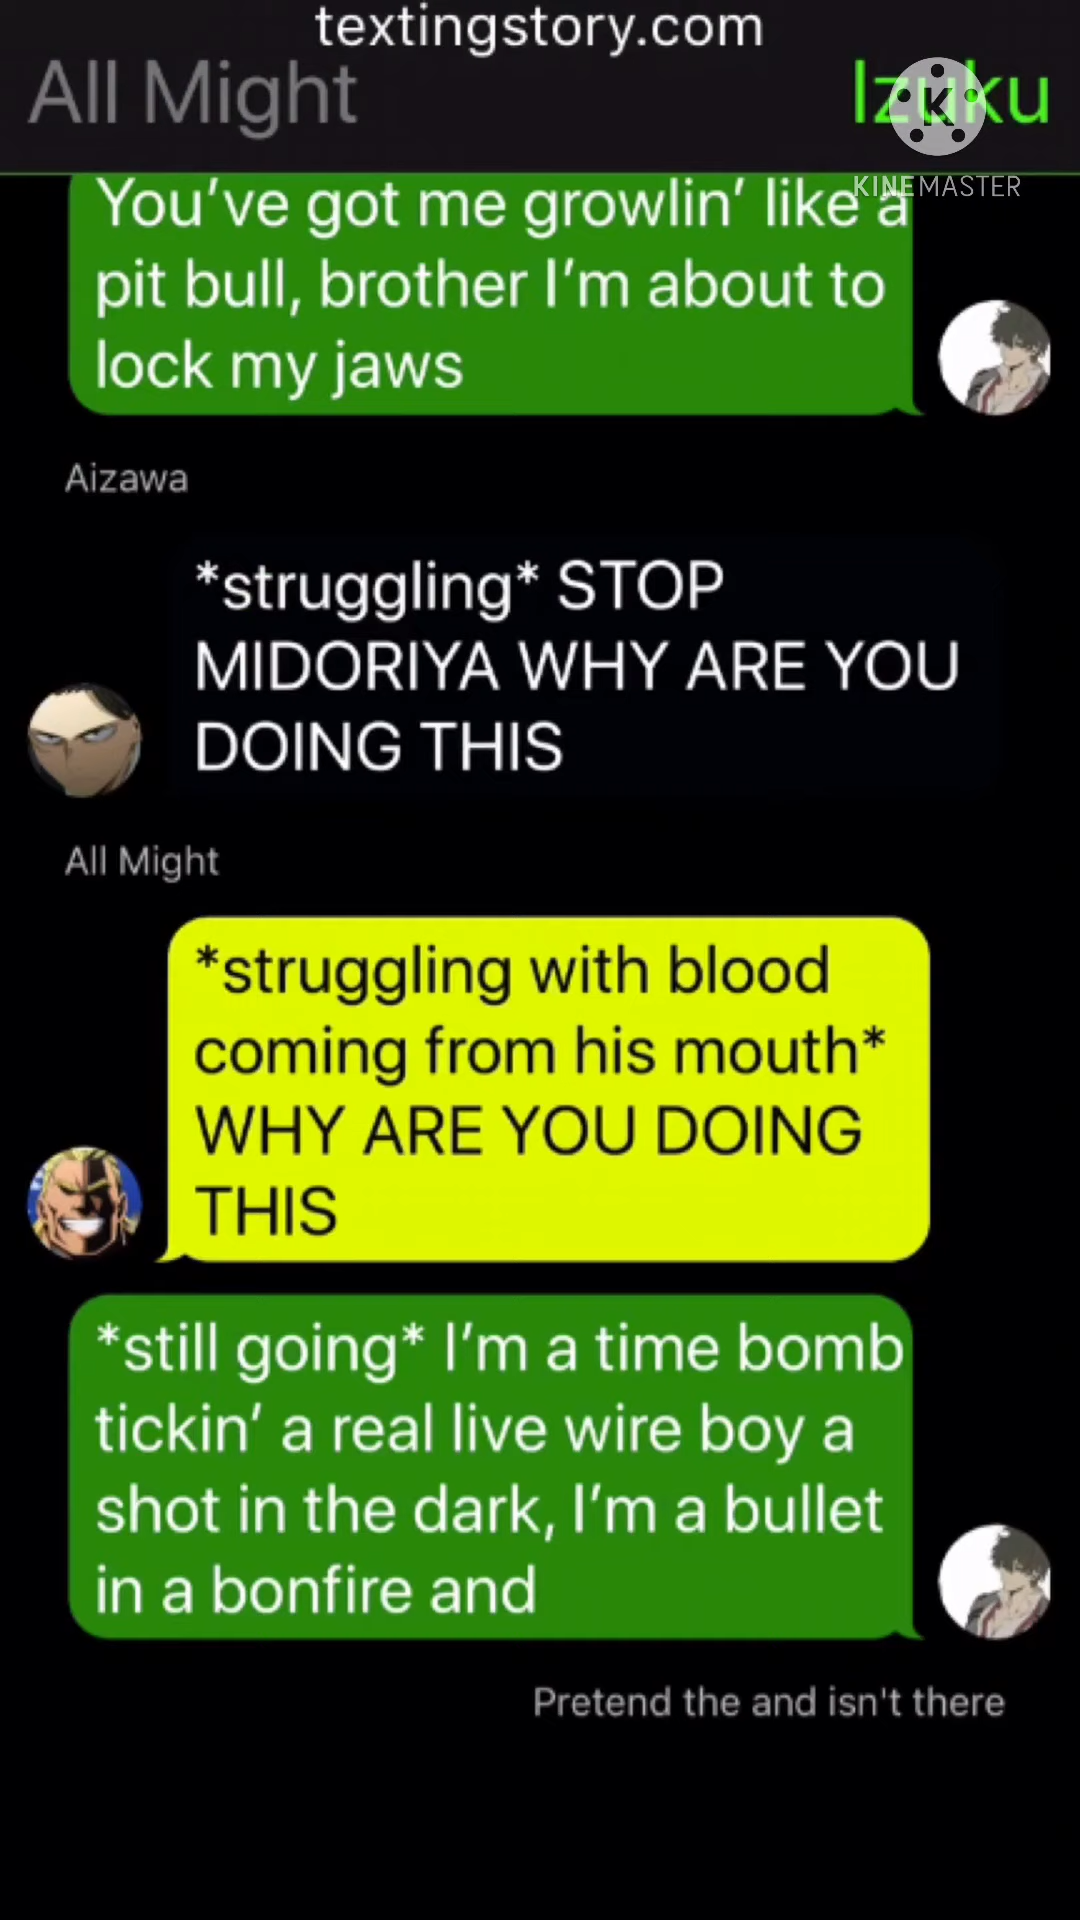 textingstory.com
All Might
Izuku
KINEMASTER
You’ve got me growlin’ like a
pit bull, brother I’m about to
lock my jaws
Aizawa
*struggling* STOP
MIDORIYA WHY ARE YOU
DOING THIS
All Might
*struggling with blood
coming from his mouth*
WHY ARE YOU DOING
THIS
*still going* I’m a time bomb
tickin’ a real live wire boy a
shot in the dark, I’m a bullet
in a bonfire and
Pretend the and isn't there